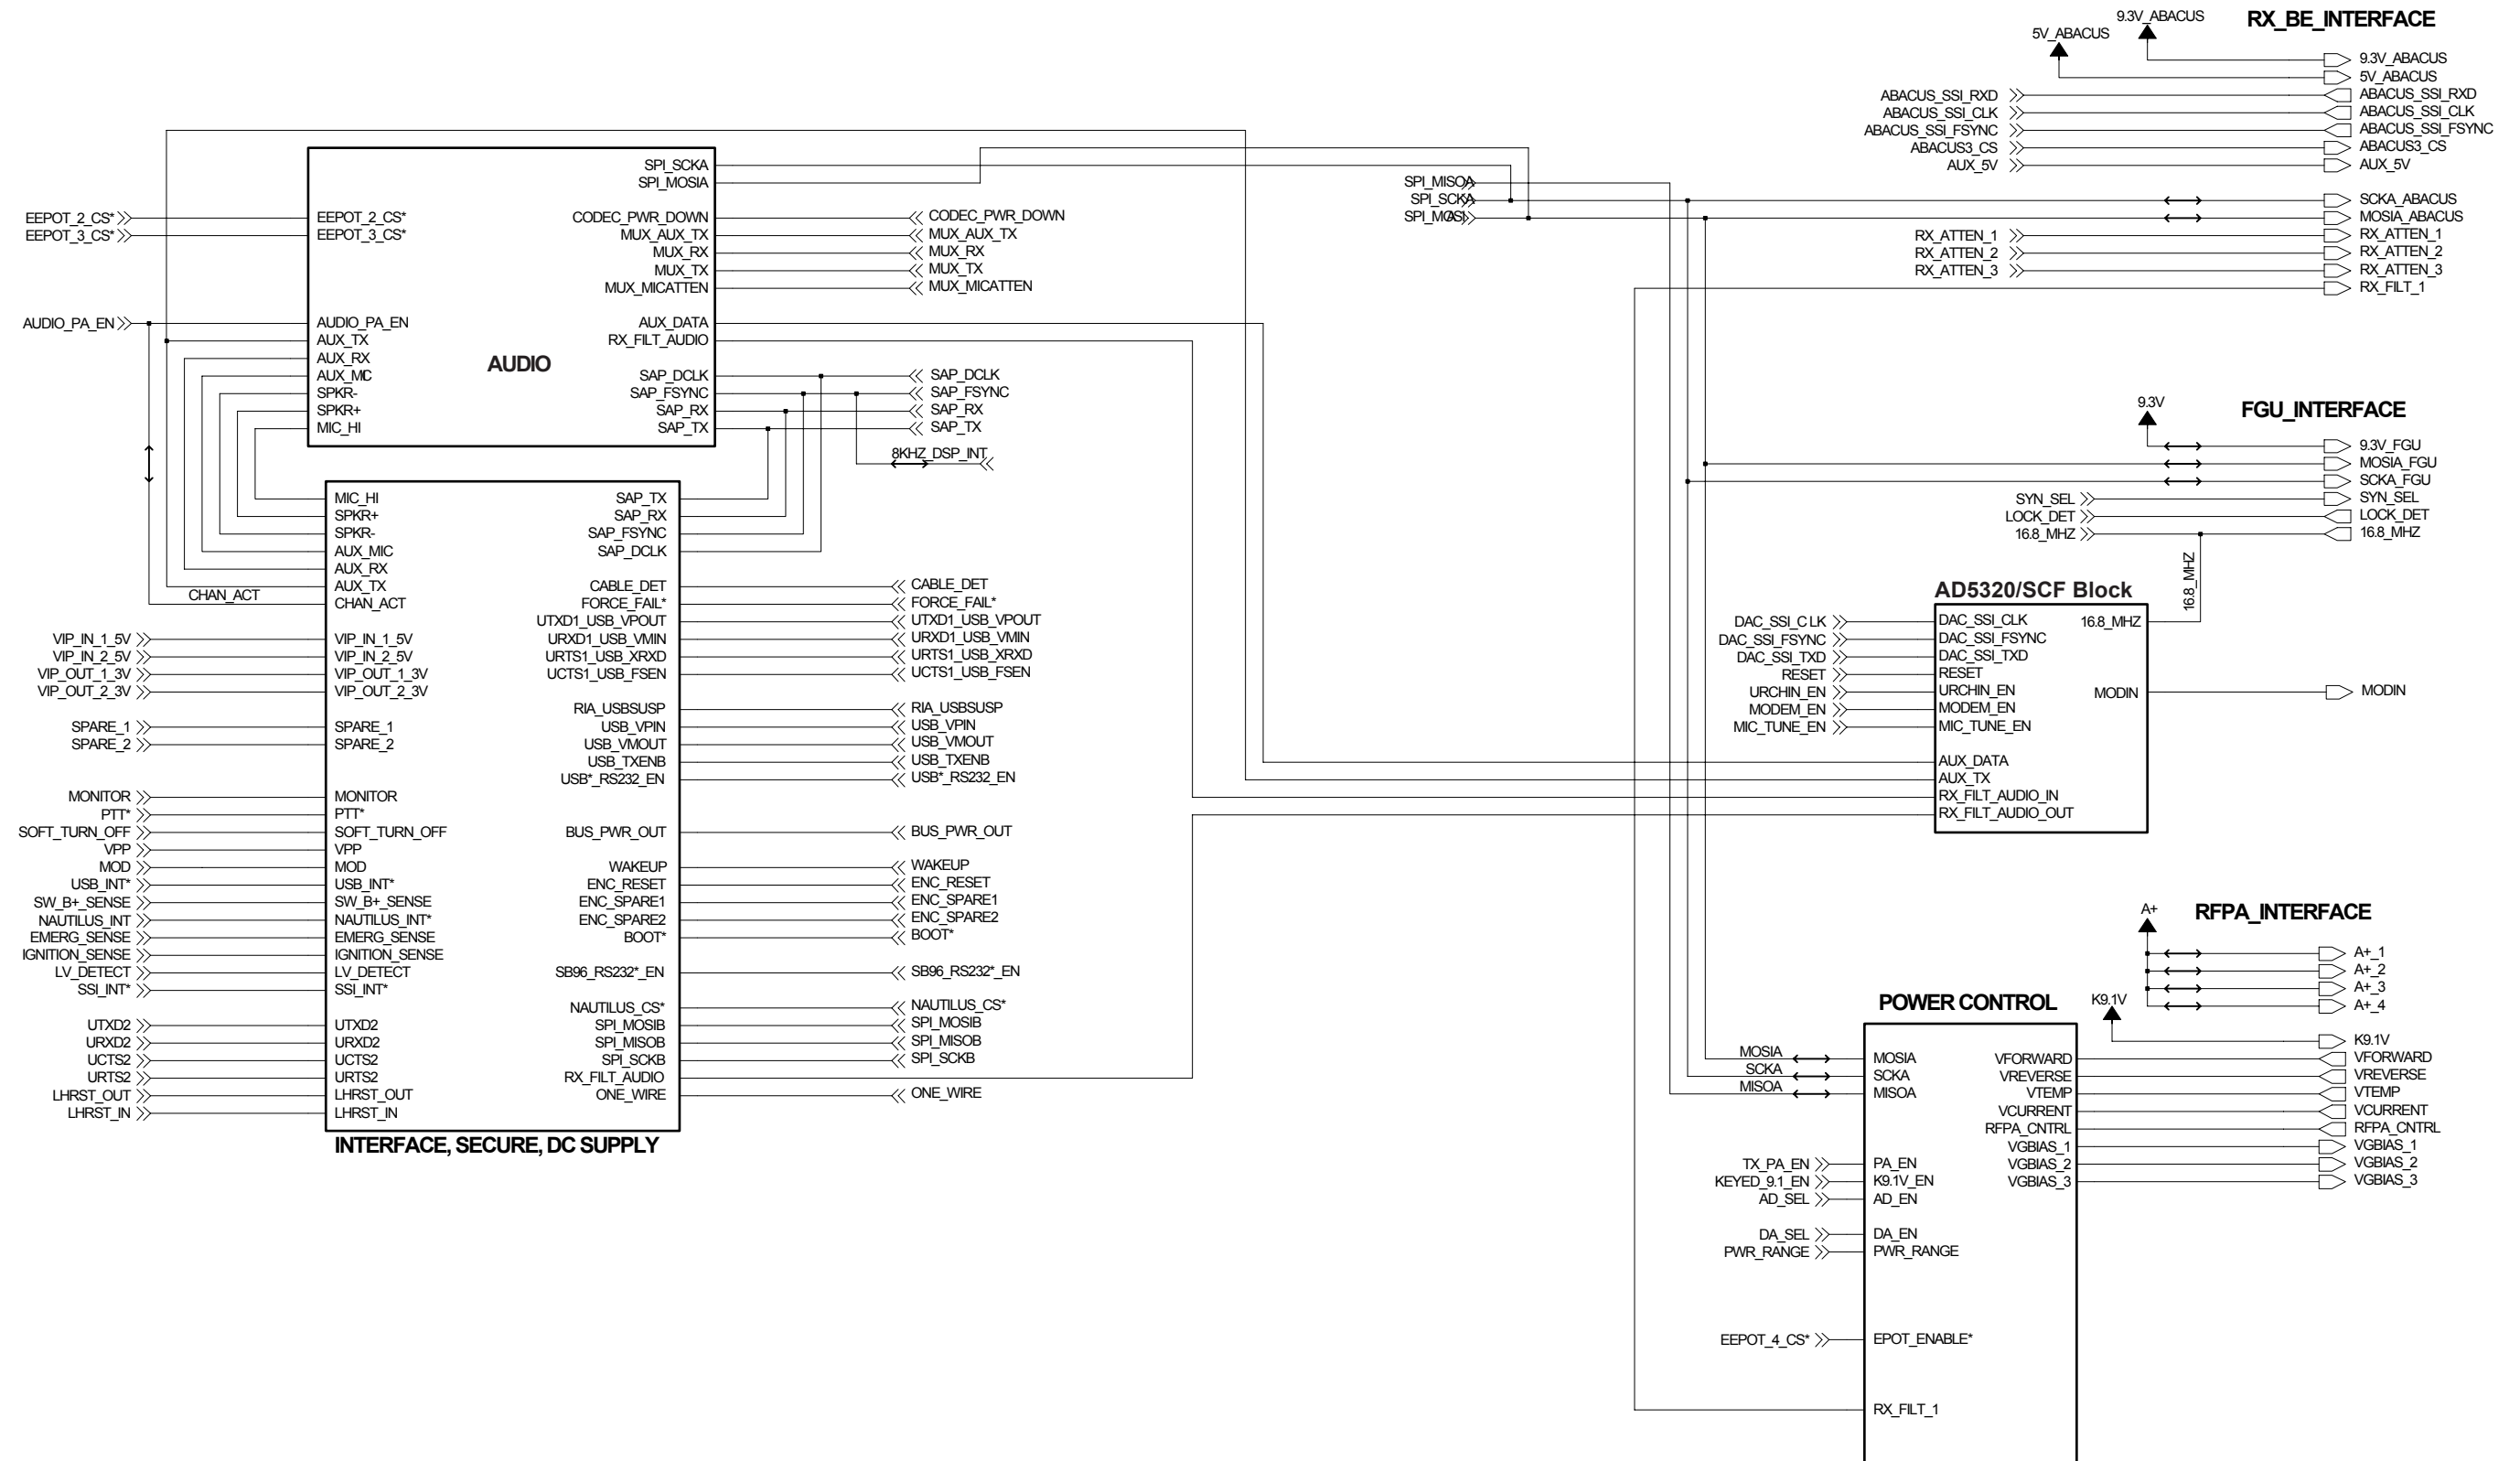 9.3V_ABACUS
RX_BE_INTERFACE
5V_ABACUS
9.3V_ABACUS
5V_ABACUS
ABACUS_SSI_RXD
ABACUS_SSI_RXD
ABACUS_SSI_CLK
ABACUS_SSI_CLK
ABACUS_SSI_FSYNC
ABACUS_SSI_FSYNC
ABACUS3_CS
ABACUS3_CS
AUX_5V
AUX_5V
SPI_MISOA
SPI_SCKA
SCKA_ABACUS
SPI_MOSIA
MOSIA_ABACUS
RX_ATTEN_1
RX_ATTEN_1
RX_ATTEN_2
RX_ATTEN_2
RX_ATTEN_3
RX_ATTEN_3
RX_FILT_1
SPI_SCKA
SPI_MOSIA
EEPOT_2_CS*
EEPOT_2_CS*
CODEC_PWR_DOWN
CODEC_PWR_DOWN
EEPOT_3_CS*
EEPOT_3_CS*
MUX_AUX_TX
MUX_AUX_TX
MUX_RX
MUX_RX
MUX_TX
MUX_TX
MUX_MICATTEN
MUX_MICATTEN
AUDIO_PA_EN
AUDIO_PA_EN
AUX_DATA
AUX_TX
RX_FILT_AUDIO
AUX_RX
AUDIO
AUX_MIC
SAP_DCLK
SAP_DCLK
SPKR-
SAP_FSYNC
SAP_FSYNC
SPKR+
SAP_RX
SAP_RX
MIC_HI
SAP_TX
SAP_TX
8KHZ_DSP_INT
MIC_HI
SAP_TX
SPKR+
SAP_RX
SPKR-
SAP_FSYNC
AUX_MIC
SAP_DCLK
AUX_RX
AUX_TX
CABLE_DET
CABLE_DET
CHAN_ACT
CHAN_ACT
FORCE_FAIL*
FORCE_FAIL*
UTXD1_USB_VPOUT
UTXD1_USB_VPOUT
VIP_IN_1_5V
VIP_IN_1_5V
URXD1_USB_VMIN
URXD1_USB_VMIN
VIP_IN_2_5V
VIP_IN_2_5V
URTS1_USB_XRXD
URTS1_USB_XRXD
VIP_OUT_1_3V
VIP_OUT_1_3V
UCTS1_USB_FSEN
UCTS1_USB_FSEN
VIP_OUT_2_3V
VIP_OUT_2_3V
RIA_USBSUSP
RIA_USBSUSP
SPARE_1
SPARE_1
USB_VPIN
USB_VPIN
SPARE_2
SPARE_2
USB_VMOUT
USB_VMOUT
USB_TXENB
USB_TXENB
USB*_RS232_EN
USB*_RS232_EN
MONITOR
MONITOR
PTT*
PTT*
SOFT_TURN_OFF
SOFT_TURN_OFF
BUS_PWR_OUT
BUS_PWR_OUT
VPP
VPP
MOD
MOD
WAKEUP
WAKEUP
USB_INT*
USB_INT*
ENC_RESET
ENC_RESET
SW_B+_SENSE
SW_B+_SENSE
ENC_SPARE1
ENC_SPARE1
NAUTILUS_INT
NAUTILUS_INT*
ENC_SPARE2
ENC_SPARE2
EMERG_SENSE
EMERG_SENSE
BOOT*
BOOT*
IGNITION_SENSE
IGNITION_SENSE
LV_DETECT
LV_DETECT
SB96_RS232*_EN
SB96_RS232*_EN
SSI_INT*
SSI_INT*
NAUTILUS_CS*
NAUTILUS_CS*
UTXD2
UTXD2
SPI_MOSIB
SPI_MOSIB
URXD2
URXD2
SPI_MISOB
SPI_MISOB
UCTS2
UCTS2
SPI_SCKB
SPI_SCKB
URTS2
URTS2
RX_FILT_AUDIO
LHRST_OUT
LHRST_OUT
ONE_WIRE
ONE_WIRE
LHRST_IN
LHRST_IN
INTERFACE, SECURE, DC SUPPLY
9.3V
FGU_INTERFACE
9.3V_FGU
MOSIA_FGU
SCKA_FGU
SYN_SEL
SYN_SEL
LOCK_DET
LOCK_DET
16.8_MHZ
16.8_MHZ
16.8_MHZ
AD5320/SCF Block
DAC_SSI_CLK
DAC_SSI_CLK
16.8_MHZ
DAC_SSI_FSYNC
DAC_SSI_FSYNC
DAC_SSI_TXD
DAC_SSI_TXD
RESET
RESET
URCHIN_EN
URCHIN_EN
MODIN
MODIN
MODEM_EN
MODEM_EN
MIC_TUNE_EN
MIC_TUNE_EN
AUX_DATA
AUX_TX
RX_FILT_AUDIO_IN
RX_FILT_AUDIO_OUT
A+
RFPA_INTERFACE
A+_1
A+_2
A+_3
A+_4
POWER CONTROL
K9.1V
K9.1V
MOSIA
MOSIA
VFORWARD
VFORWARD
SCKA
SCKA
VREVERSE
VREVERSE
MISOA
MISOA
VTEMP
VTEMP
VCURRENT
VCURRENT
RFPA_CNTRL
RFPA_CNTRL
VGBIAS_1
VGBIAS_1
TX_PA_EN
PA_EN
VGBIAS_2
VGBIAS_2
KEYED_9.1_EN
K9.1V_EN
VGBIAS_3
VGBIAS_3
AD_SEL
AD_EN
DA_SEL
DA_EN
PWR_RANGE
PWR_RANGE
EEPOT_4_CS*
EPOT_ENABLE*
RX_FILT_1